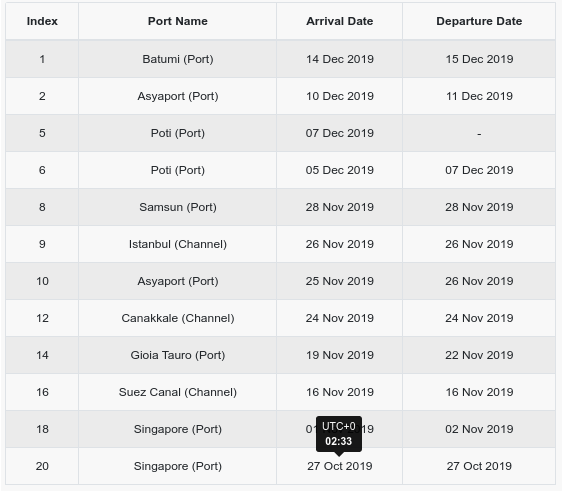 Index Port Name Arrival Date Departure Date
1 Batumi (Port) 14 Dec 2019 15 Dec 2019
2 Asyaport (Port) 10 Dec 2019 11 Dec 2019
5 Poti (Port) 07 Dec 2019 -
6 Poti (Port) 05 Dec 2019 07 Dec 2019
8 Samsun (Port) 28 Nov 2019 28 Nov 2019
9 Istanbul (Channel) 26 Nov 2019 26 Nov 2019
10 Asyaport (Port) 25 Nov 2019 26 Nov 2019
12 Canakkale (Channel) 24 Nov 2019 24 Nov 2019
14 Gioia Tauro (Port) 19 Nov 2019 22 Nov 2019
16 Suez Canal (Channel) 16 Nov 2019 16 Nov 2019
UTC+0
18 Singapore (Port) 02 Nov 2019
02:33
20 Singapore (Port) 27 Oct 2019 27 Oct 2019